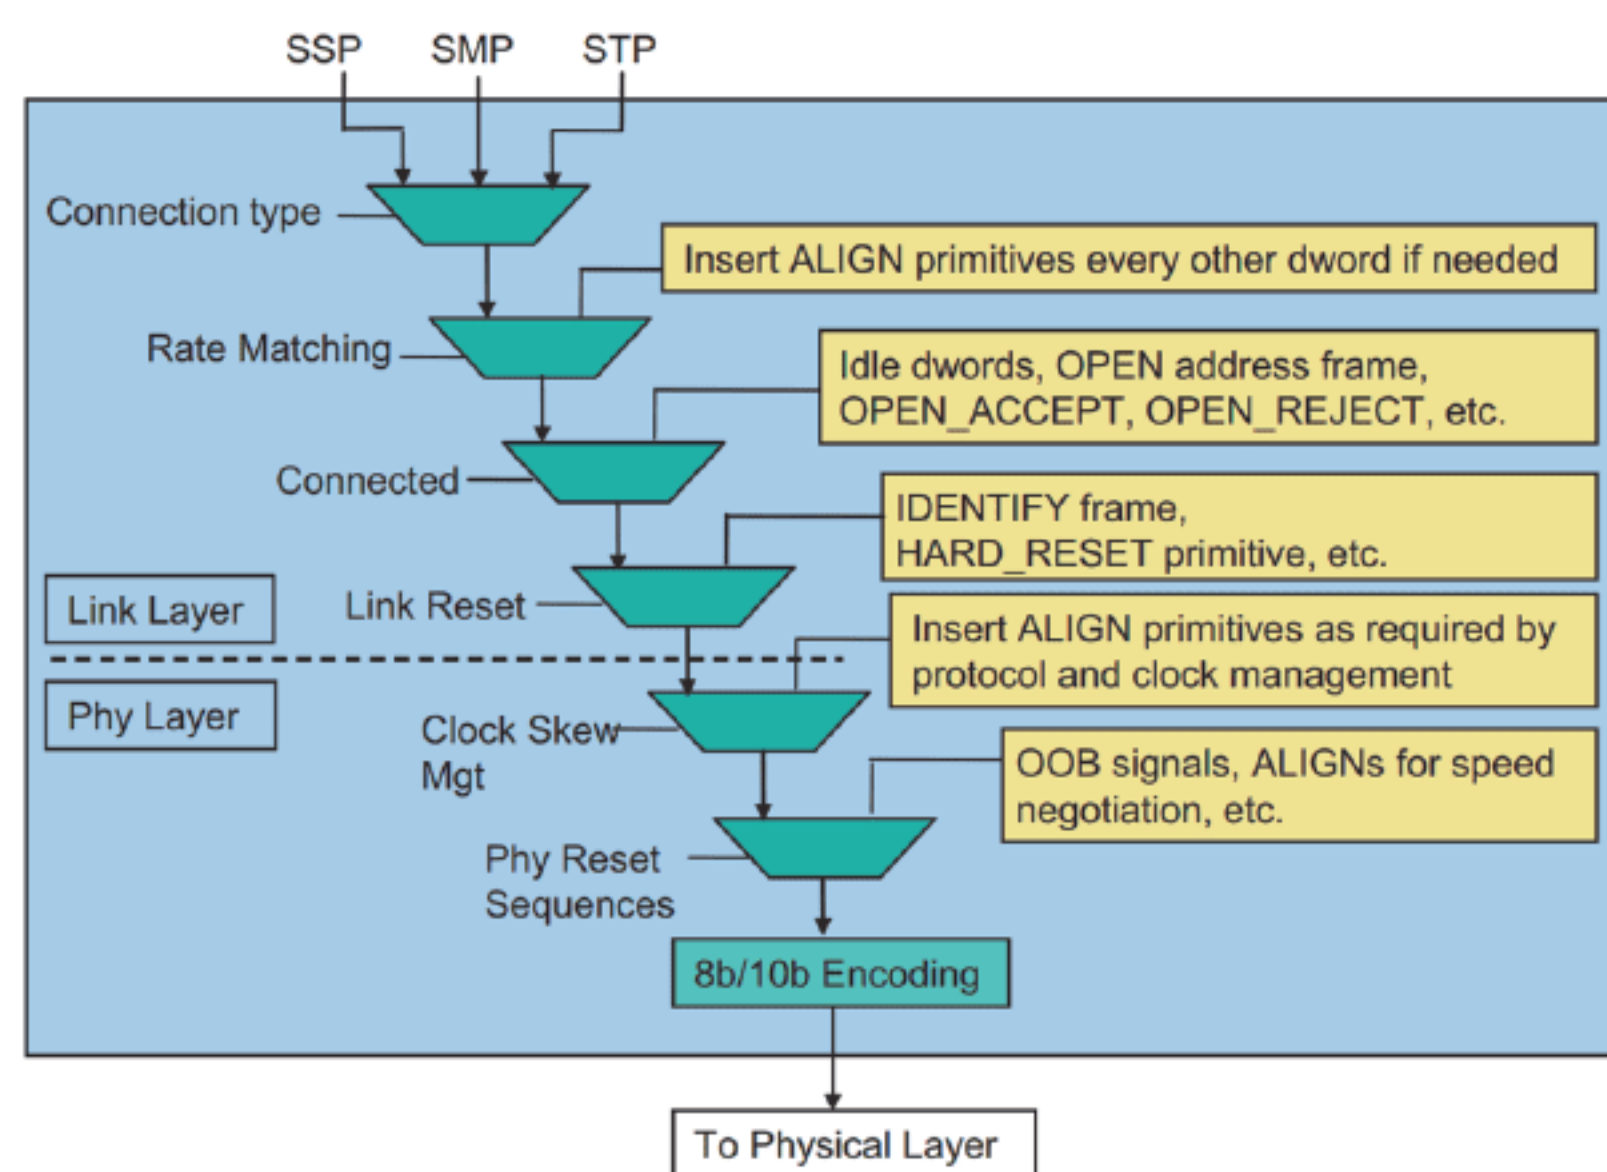 SSP SMP STP
Connection type
Insert ALIGN primitives every other dword if needed
Rate Matching
Idle dwords, OPEN address frame,
OPEN_ACCEPT, OPEN_REJECT, etc.
Connected
IDENTIFY frame,
HARD_RESET primitive, etc.
Link Layer
Link Reset
Insert ALIGN primitives as required by
protocol and clock management
Phy Layer
Clock Skew
Mgt
OOB signals, ALIGNs for speed
negotiation, etc.
Phy Reset
Sequences
8b/10b Encoding
To Physical Layer